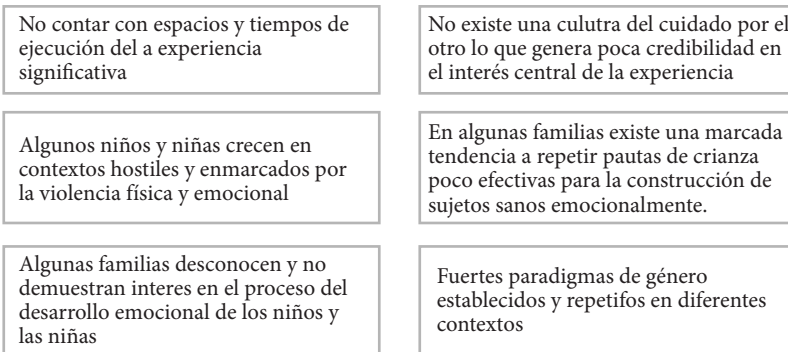 No contar con espacios y tiempos de
ejecución del a experiencia
significativa
No existe una culutra del cuidado por el
otro lo que genera poca credibilidad en
el interés central de la experiencia
Algunos niños y niñas crecen en
contextos hostiles y enmarcados por
la violencia física y emocional
En algunas familias existe una marcada
tendencia a repetir pautas de crianza
poco efectivas para la construcción de
sujetos sanos emocionalmente.
Algunas familias desconocen y no
demuestran interes en el proceso del
desarrollo emocional de los niños y
las niñas
Fuertes paradigmas de género
establecidos y repetifos en diferentes
contextos